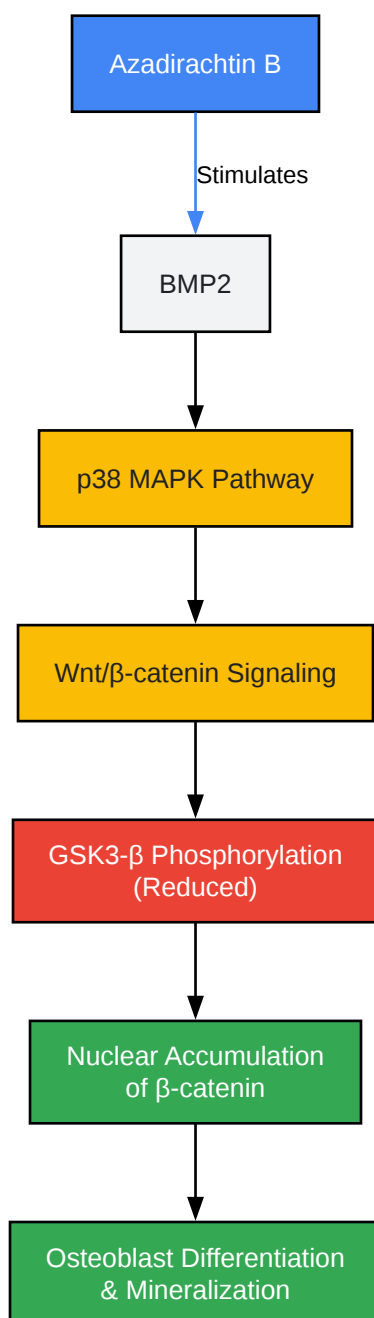 Azadirachtin B
Stimulates
BMP2
p38 MAPK Pathway
Wnt/β-catenin Signaling
GSK3-β Phosphorylation
(Reduced)
Nuclear Accumulation
of β-catenin
Osteoblast Differentiation
& Mineralization